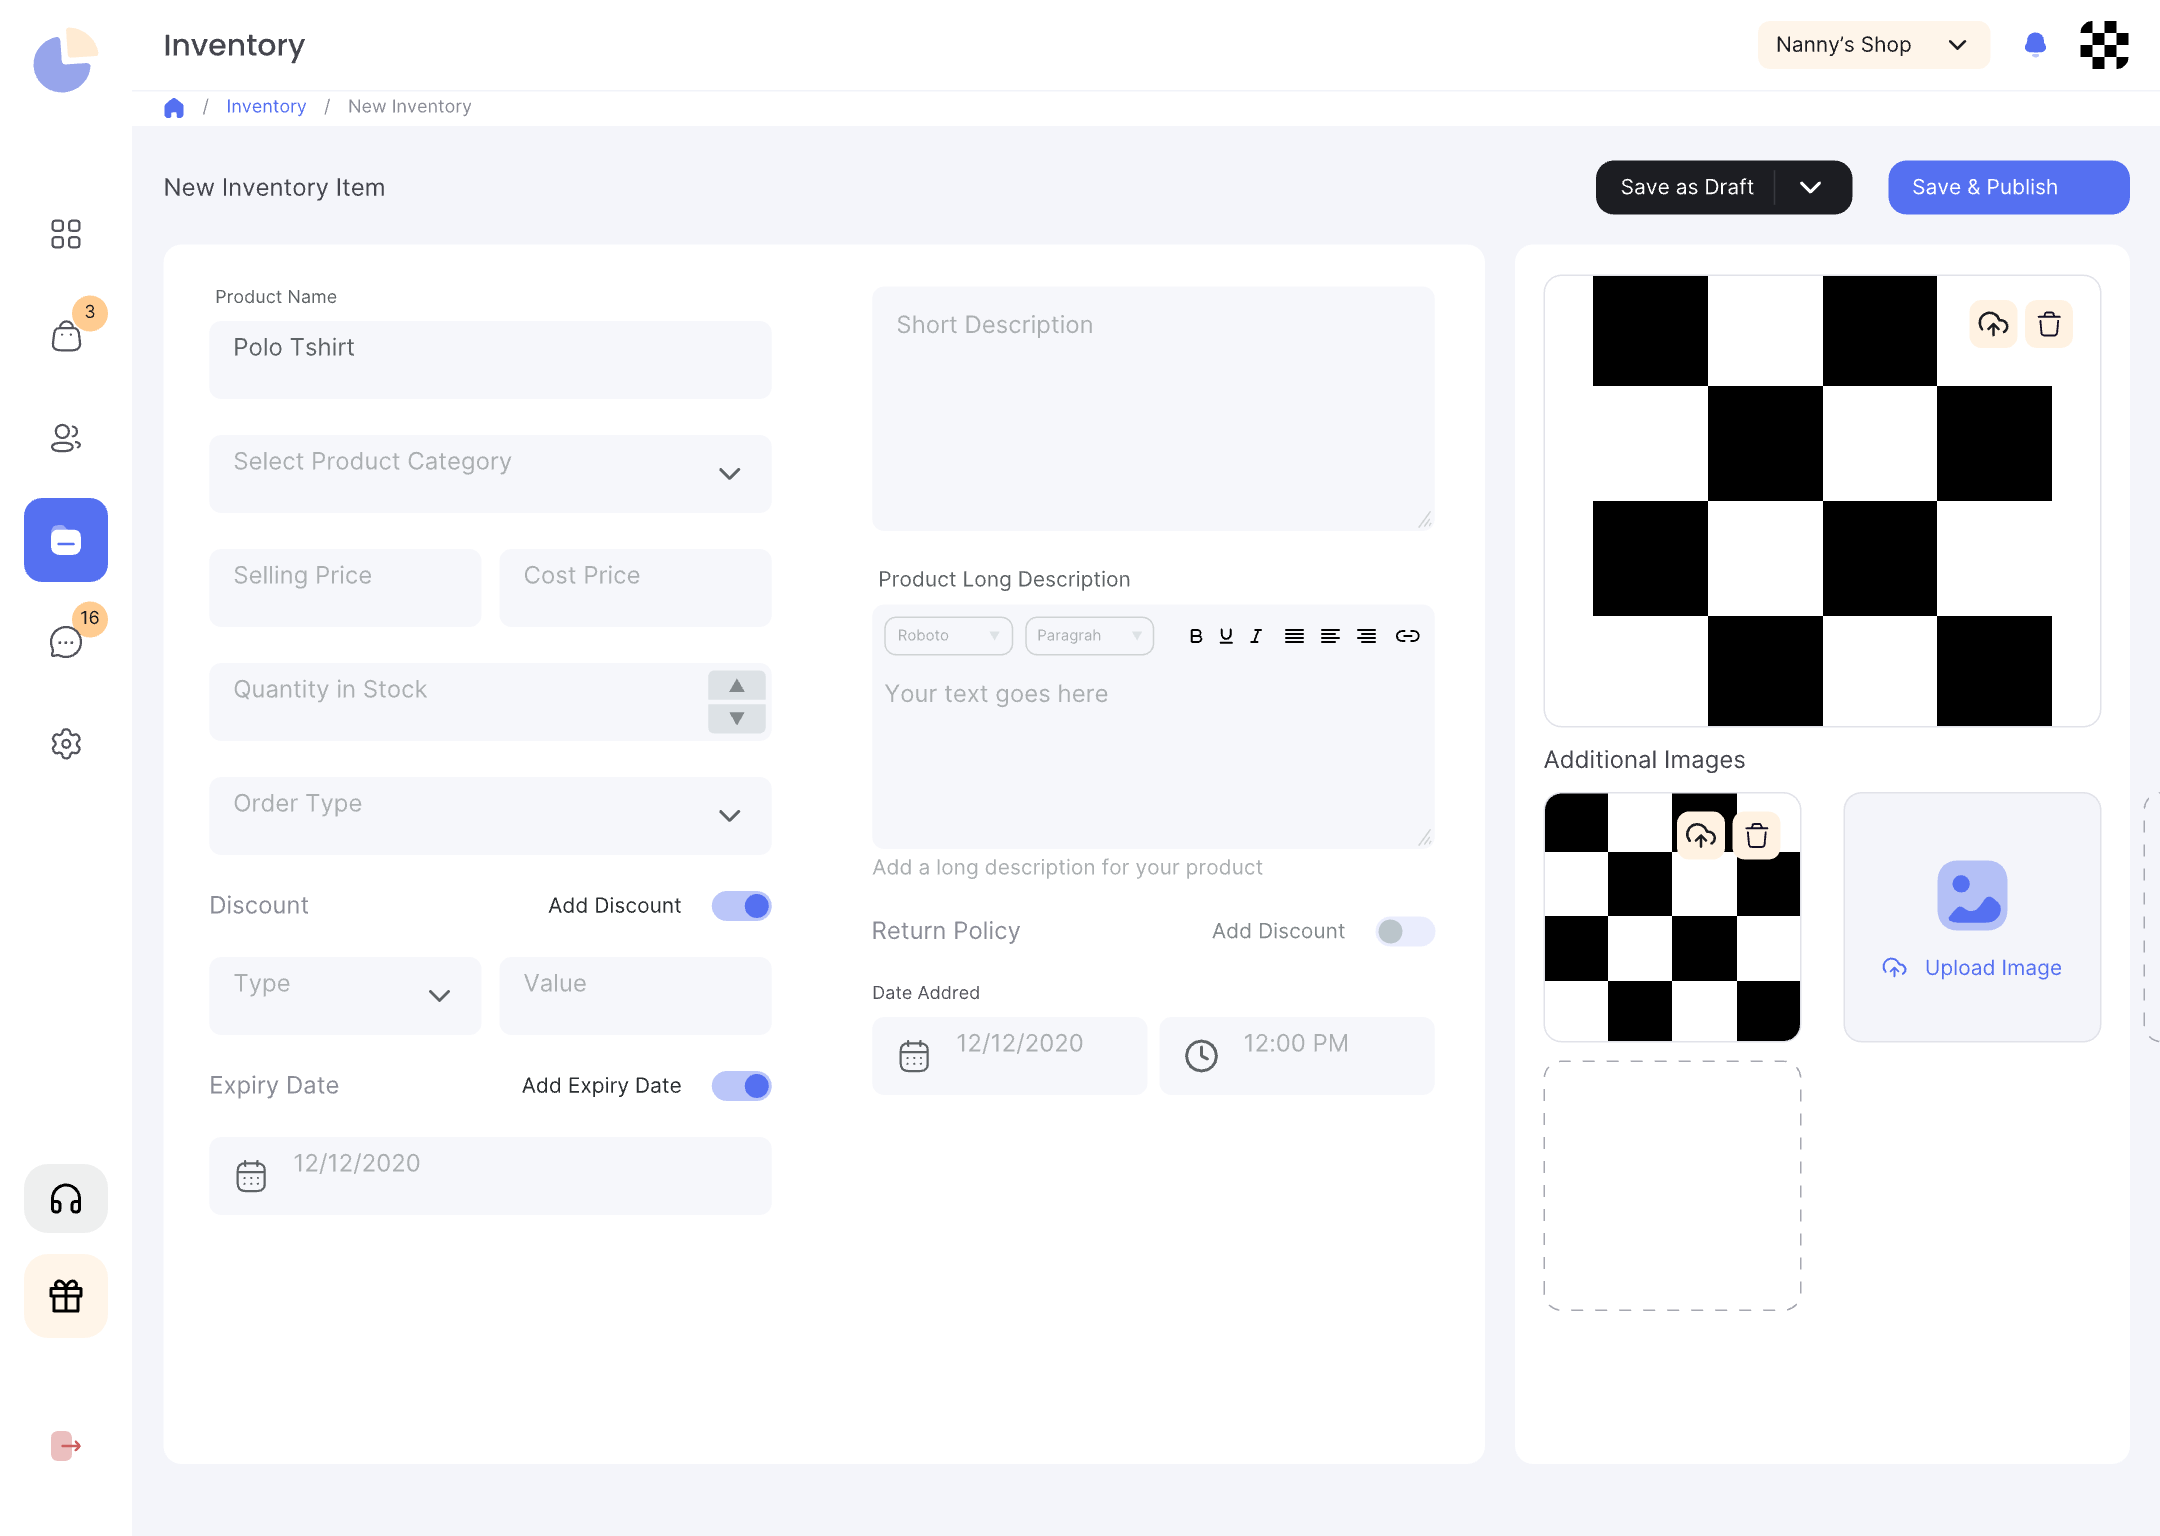 Inventory
Nanny’s Shop
/ Inventory / New Inventory
New Inventory Item
Save as Draft
Save & Publish
3
16
Product Name
Polo Tshirt
Select Product Category
Selling Price
Cost Price
Quantity in Stock
Order Type
Discount
Add Discount
Type
Value
Expiry Date
Add Expiry Date
12/12/2020
Short Description
Product Long Description
Roboto
Paragrah
B U I
Your text goes here
Add a long description for your product
Return Policy
Add Discount
Date Addred
12/12/2020
12:00 PM
Additional Images
Upload Image